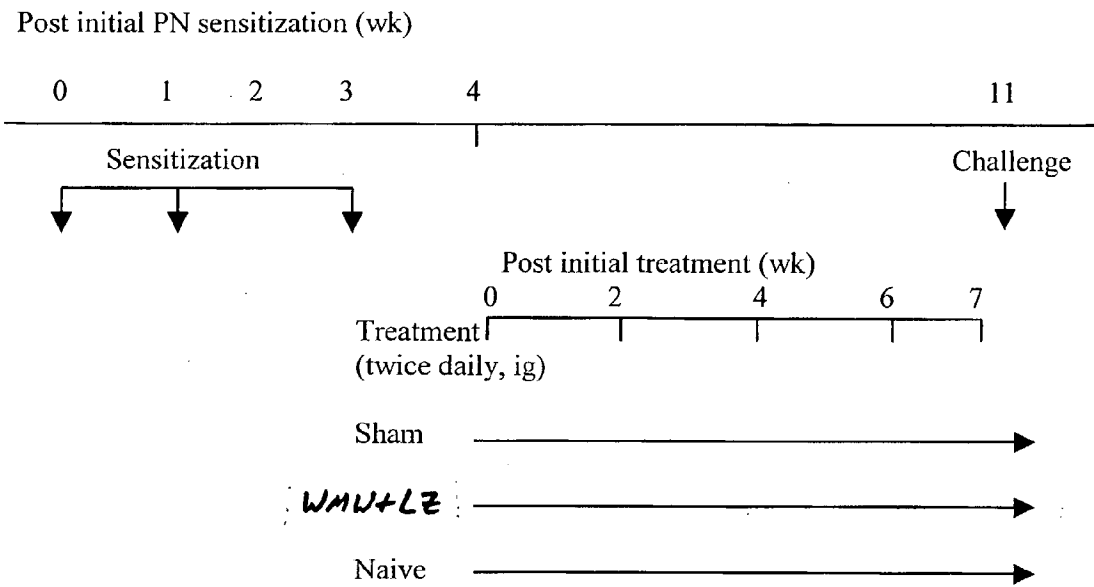 Post initial PN sensitization (wk)
0 1 2 3 4 11
Sensitization Challenge
Post initial treatment (wk)
0 2 4 6 7
Treatment
(twice daily, ig)
Sham
WMW+LZ
Naive